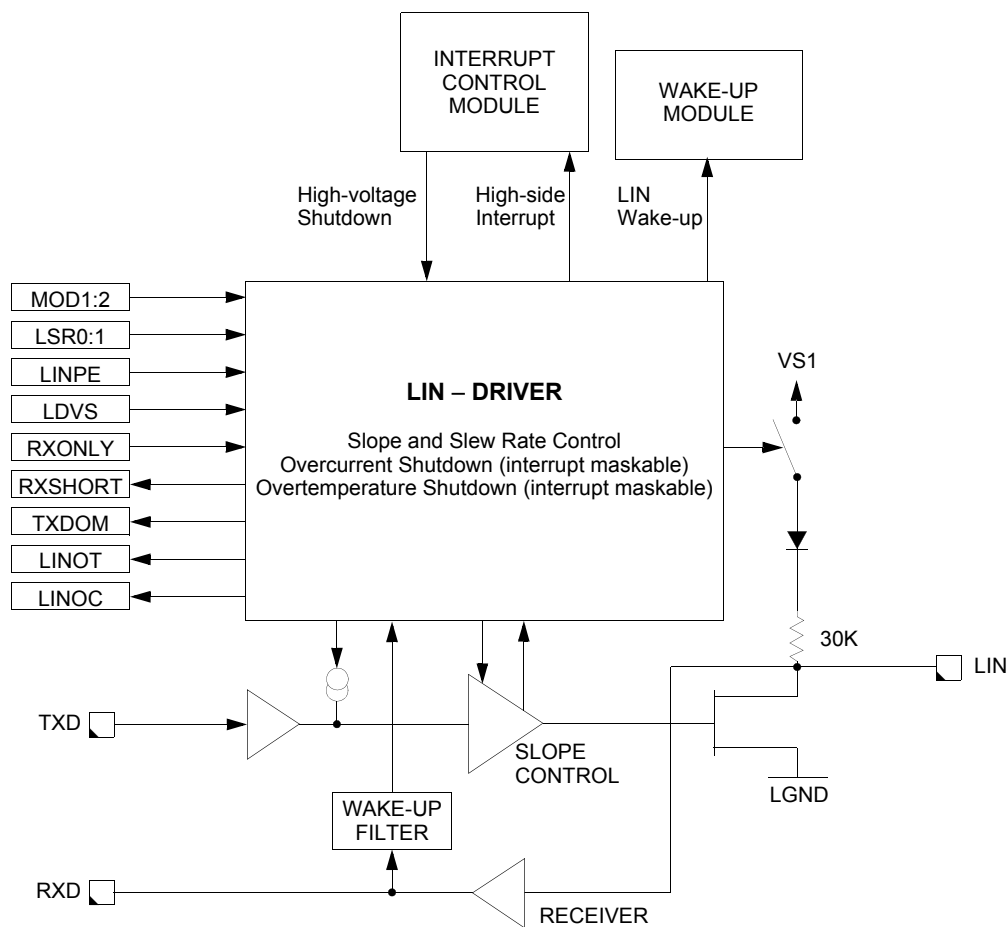 INTERRUPT
CONTROL
MODULE
WAKE-UP
MODULE
High-voltage
Shutdown
High-side
Interrupt
LIN
Wake-up
MOD1:2
LSR0:1
LINPE
LDVS
RXONLY
RXSHORT
TXDOM
LINOT
LINOC
LIN – DRIVER
Slope and Slew Rate Control
Overcurrent Shutdown (interrupt maskable)
Overtemperature Shutdown (interrupt maskable)
VS1
30K
LIN
TXD
SLOPE
CONTROL
LGND
WAKE-UP
FILTER
RXD
RECEIVER